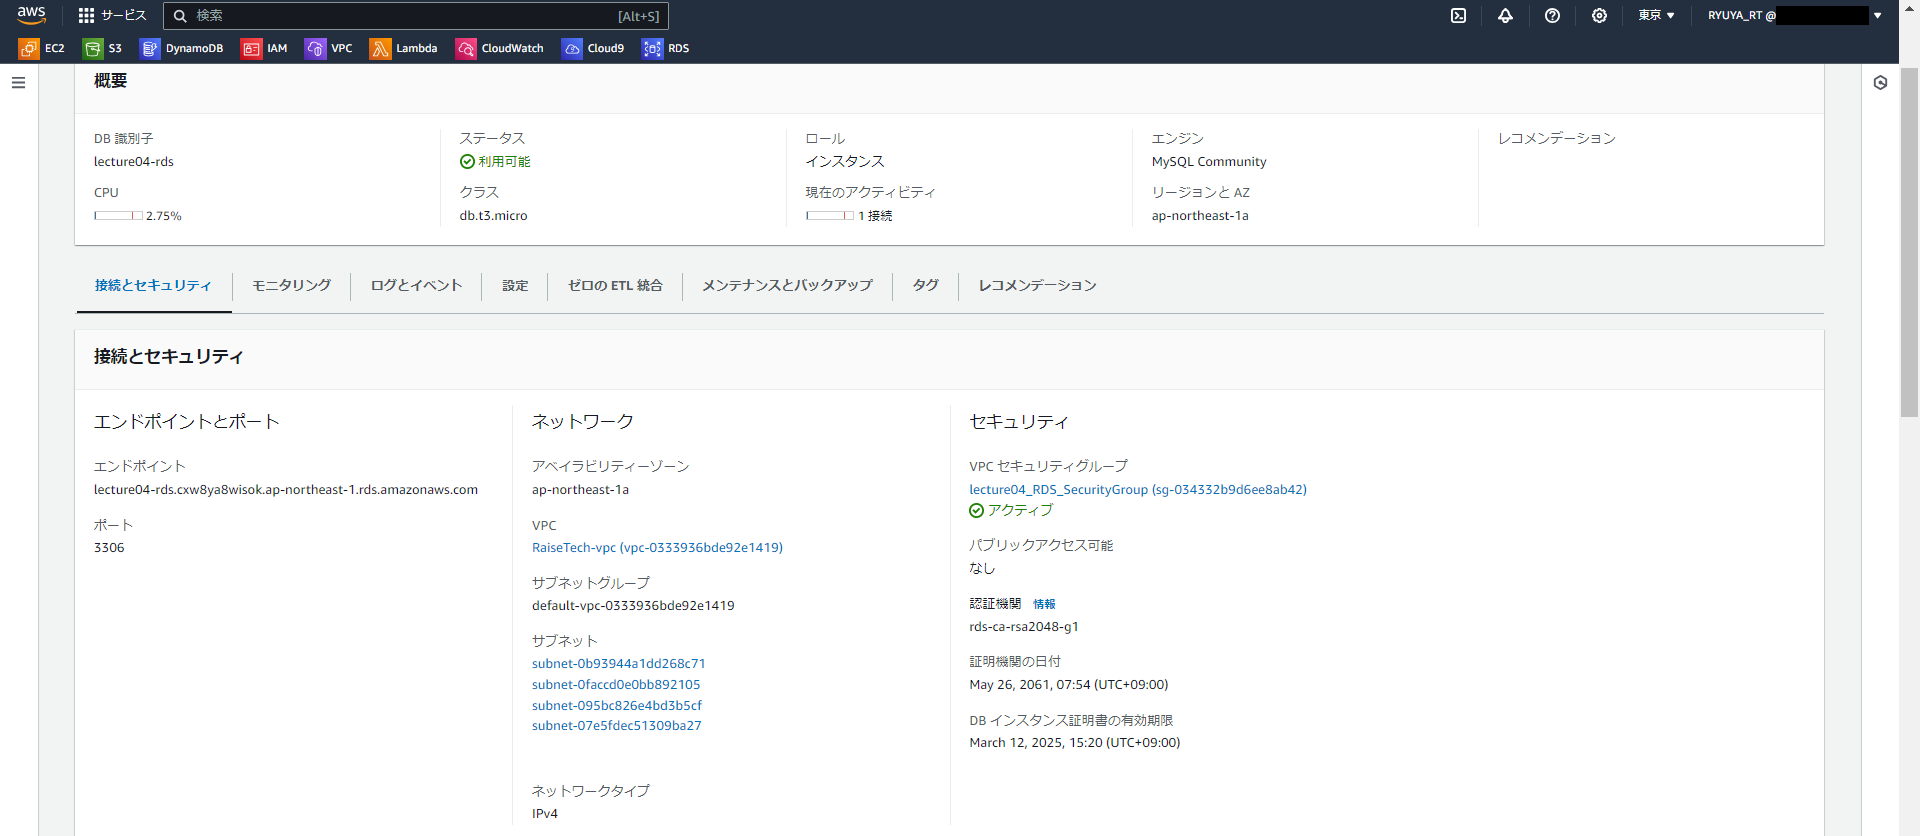 aws サービス 検索 [Alt+S] 東京 RYUYA_RT @
EC2 S3 DynamoDB IAM VPC Lambda CloudWatch Cloud9 RDS
概要
DB 識別子
lecture04-rds
CPU
2.75%
ステータス
利用可能
クラス
db.t3.micro
ロール
インスタンス
現在のアクティビティ
1 接続
エンジン
MySQL Community
リージョンと AZ
ap-northeast-1a
レコメンデーション
接続とセキュリティ モニタリング ログとイベント 設定 ゼロの ETL 統合 メンテナンスとバックアップ タグ レコメンデーション
接続とセキュリティ
エンドポイントとポート
エンドポイント
lecture04-rds.cxw8ya8wisok.ap-northeast-1.rds.amazonaws.com
ポート
3306
ネットワーク
アベイラビリティーゾーン
ap-northeast-1a
VPC
RaiseTech-vpc (vpc-0333936bde92e1419)
サブネットグループ
default-vpc-0333936bde92e1419
サブネット
subnet-0b93944a1dd268c71
subnet-0faccd0e0bb892105
subnet-095bc826e4bd3b5cf
subnet-07e5fdec51309ba27
ネットワークタイプ
IPv4
セキュリティ
VPC セキュリティグループ
lecture04_RDS_SecurityGroup (sg-034332b9d6ee8ab42)
アクティブ
パブリックアクセス可能
なし
認証機関 情報
rds-ca-rsa2048-g1
証明機関の日付
May 26, 2061, 07:54 (UTC+09:00)
DB インスタンス証明書の有効期限
March 12, 2025, 15:20 (UTC+09:00)